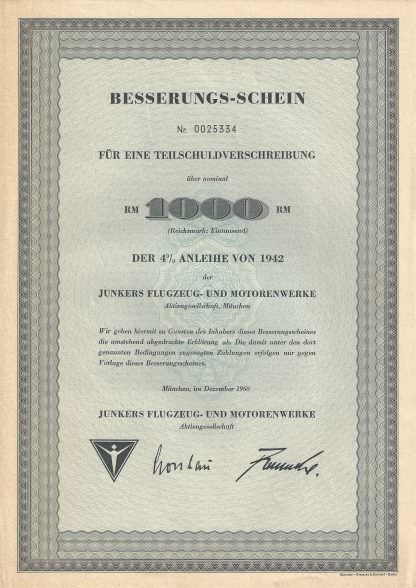 BESSERUNGS-SCHEIN
Nr. 0025334
FÜR EINE TEILSCHULDVERSCHREIBUNG
über nominal
RM 1000 RM
(Reichsmark: Eintausend)
DER 4% ANLEIHE VON 1942
der
JUNKERS FLUGZEUG- UND MOTORENWERKE
Aktiengesellschaft, München
Wir geben hiermit zu Gunsten des Inhabers dieses Besserungsscheines
die umstehend abgedruckte Erklärung ab. Die damit unter den dort
genannten Bedingungen zugesagten Zahlungen erfolgen nur gegen
Vorlage dieses Besserungsscheines.
München, im Dezember 1960
JUNKERS FLUGZEUG- UND MOTORENWERKE
Aktiengesellschaft